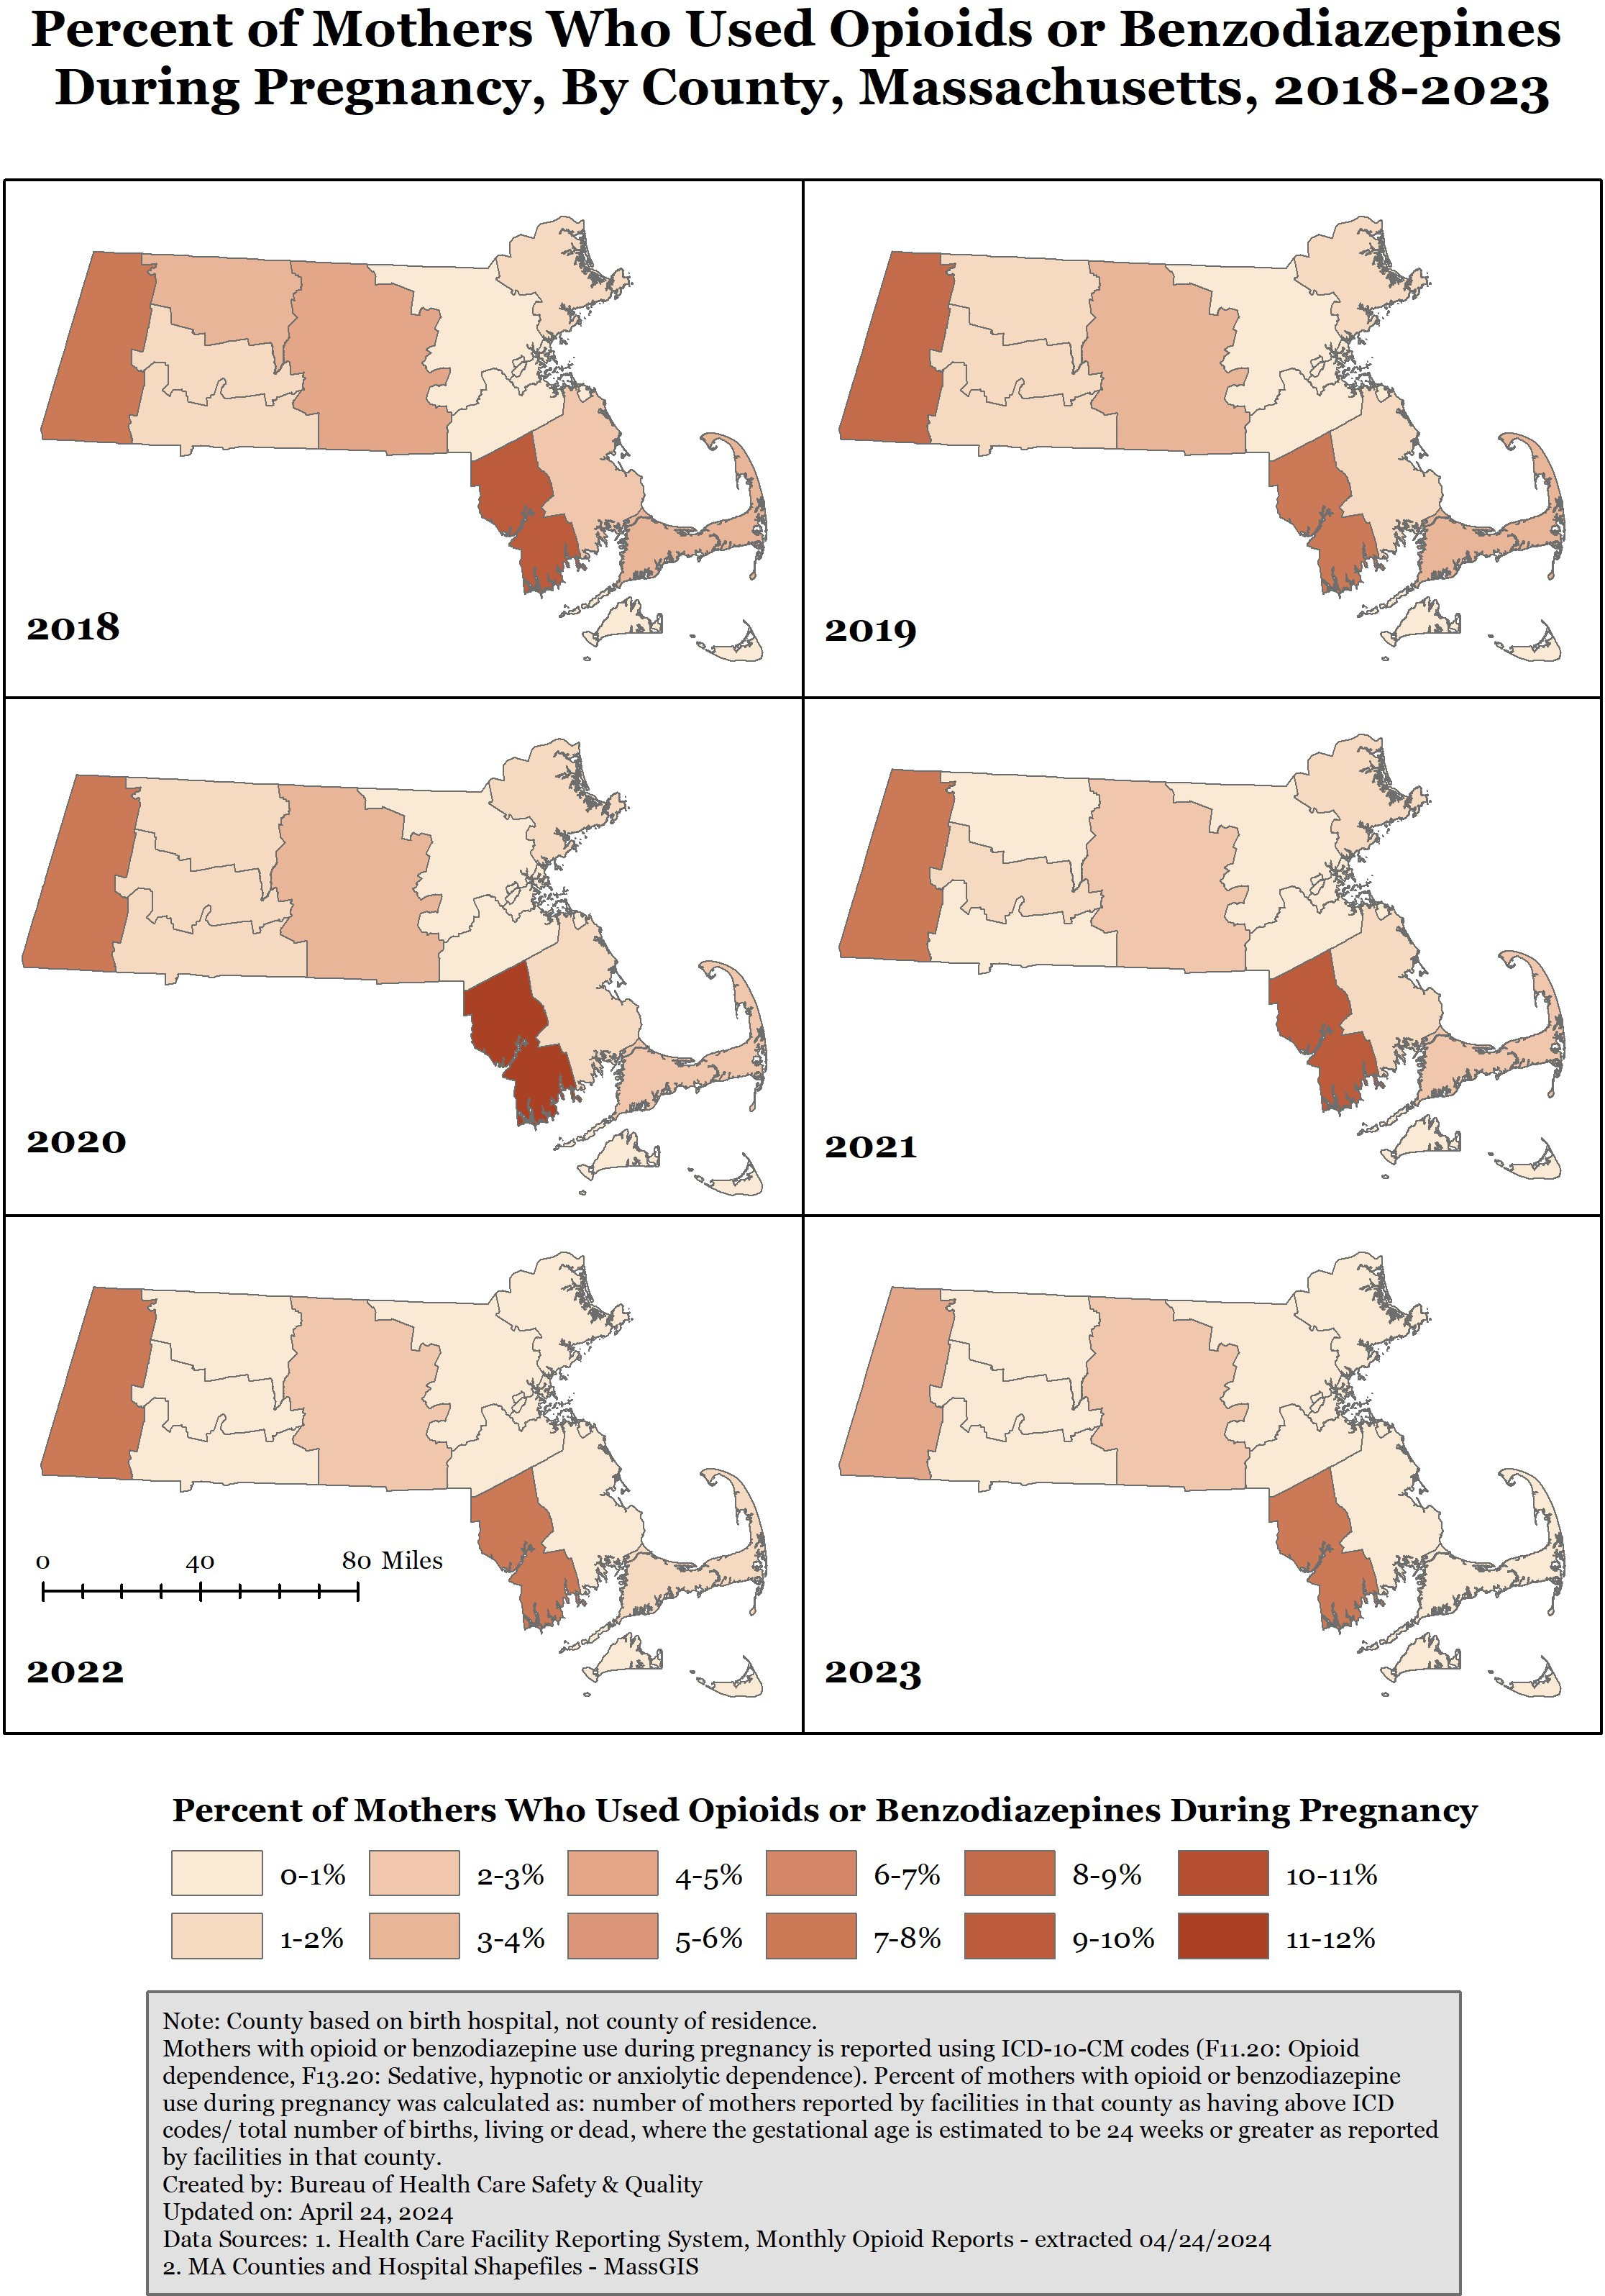 Percent of Mothers Who Used Opioids or Benzodiazepines
During Pregnancy, By County, Massachusetts, 2018-2023
2018
2019
2020
2021
0 40 80 Miles
2022
2023
Percent of Mothers Who Used Opioids or Benzodiazepines During Pregnancy
0-1% 2-3% 4-5% 6-7% 8-9% 10-11%
1-2% 3-4% 5-6% 7-8% 9-10% 11-12%
Note: County based on birth hospital, not county of residence.
Mothers with opioid or benzodiazepine use during pregnancy is reported using ICD-10-CM codes (F11.20: Opioid
dependence, F13.20: Sedative, hypnotic or anxiolytic dependence). Percent of mothers with opioid or benzodiazepine
use during pregnancy was calculated as: number of mothers reported by facilities in that county as having above ICD
codes/ total number of births, living or dead, where the gestational age is estimated to be 24 weeks or greater as reported
by facilities in that county.
Created by: Bureau of Health Care Safety & Quality
Updated on: April 24, 2024
Data Sources: 1. Health Care Facility Reporting System, Monthly Opioid Reports - extracted 04/24/2024
2. MA Counties and Hospital Shapefiles - MassGIS